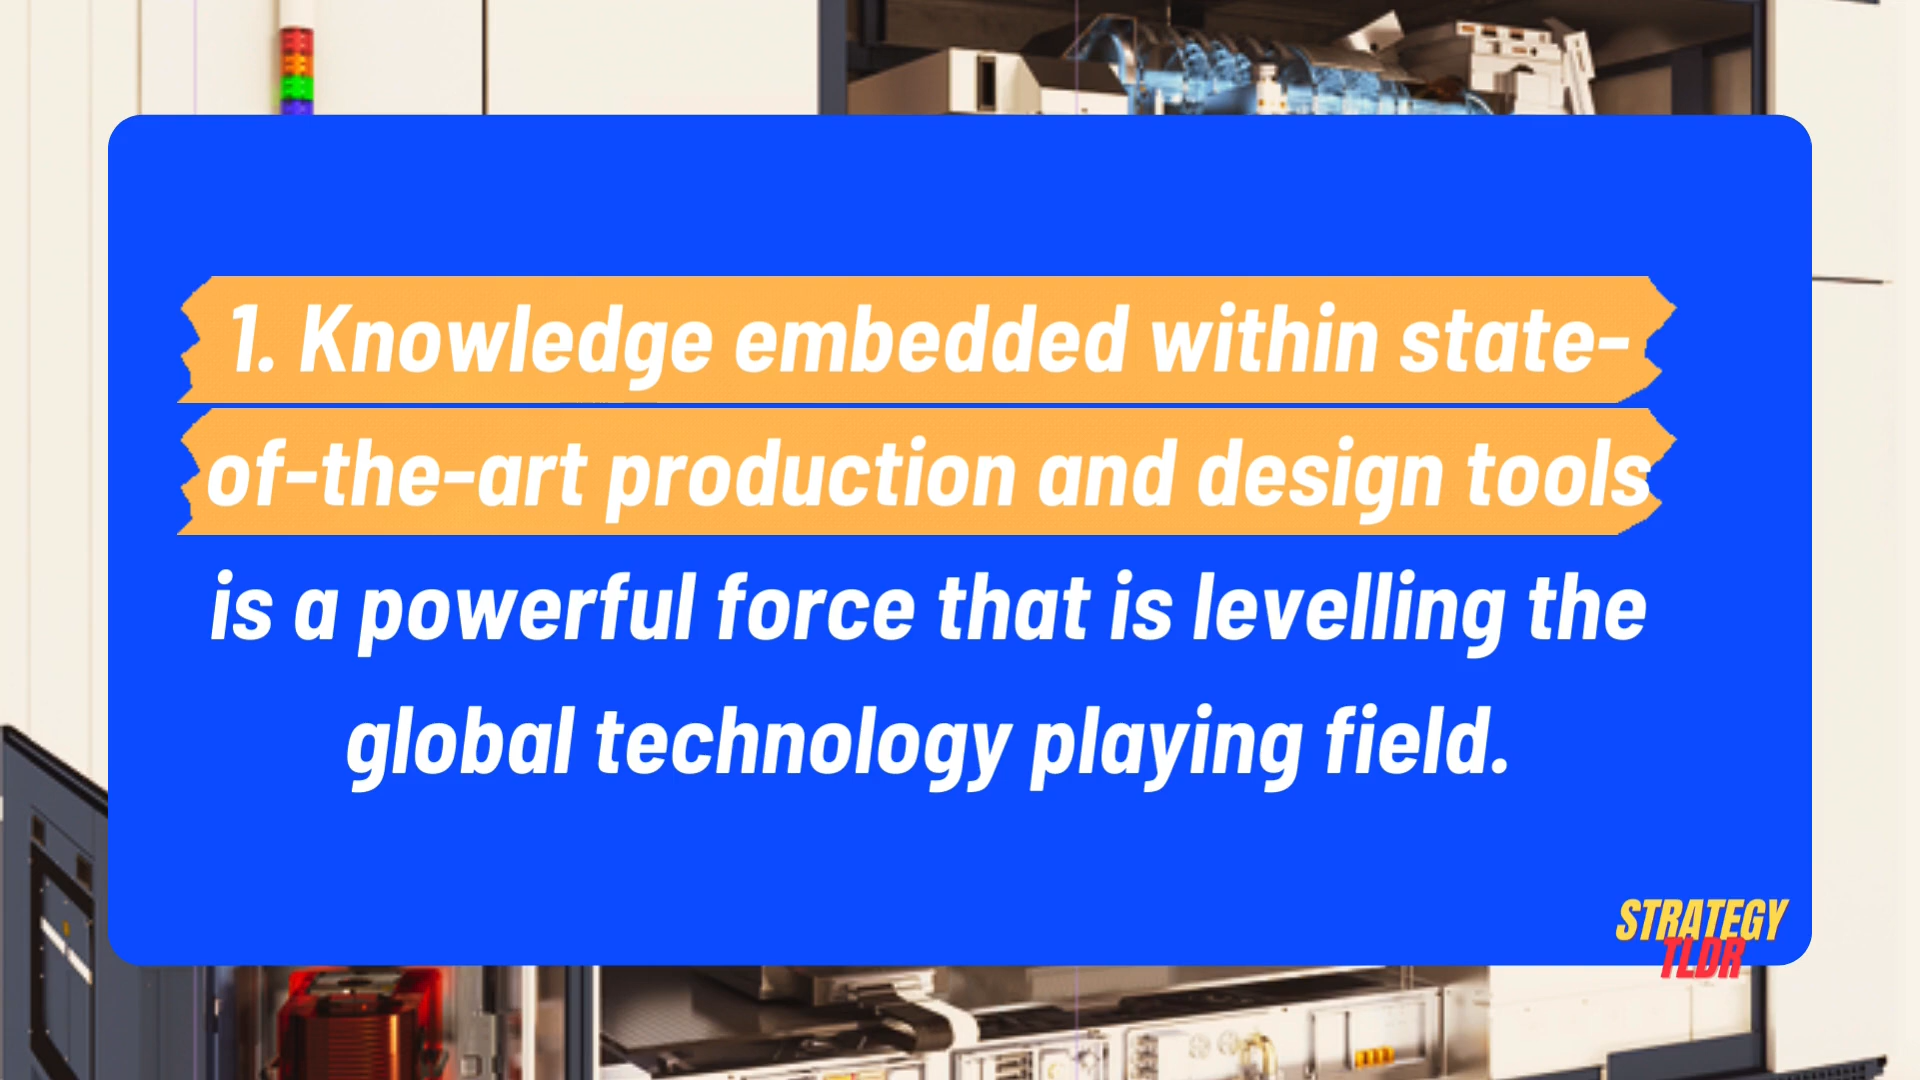 1. Knowledge embedded within state-
of-the-art production and design tools
is a powerful force that is levelling the
global technology playing field.
STRATEGY
TLDR